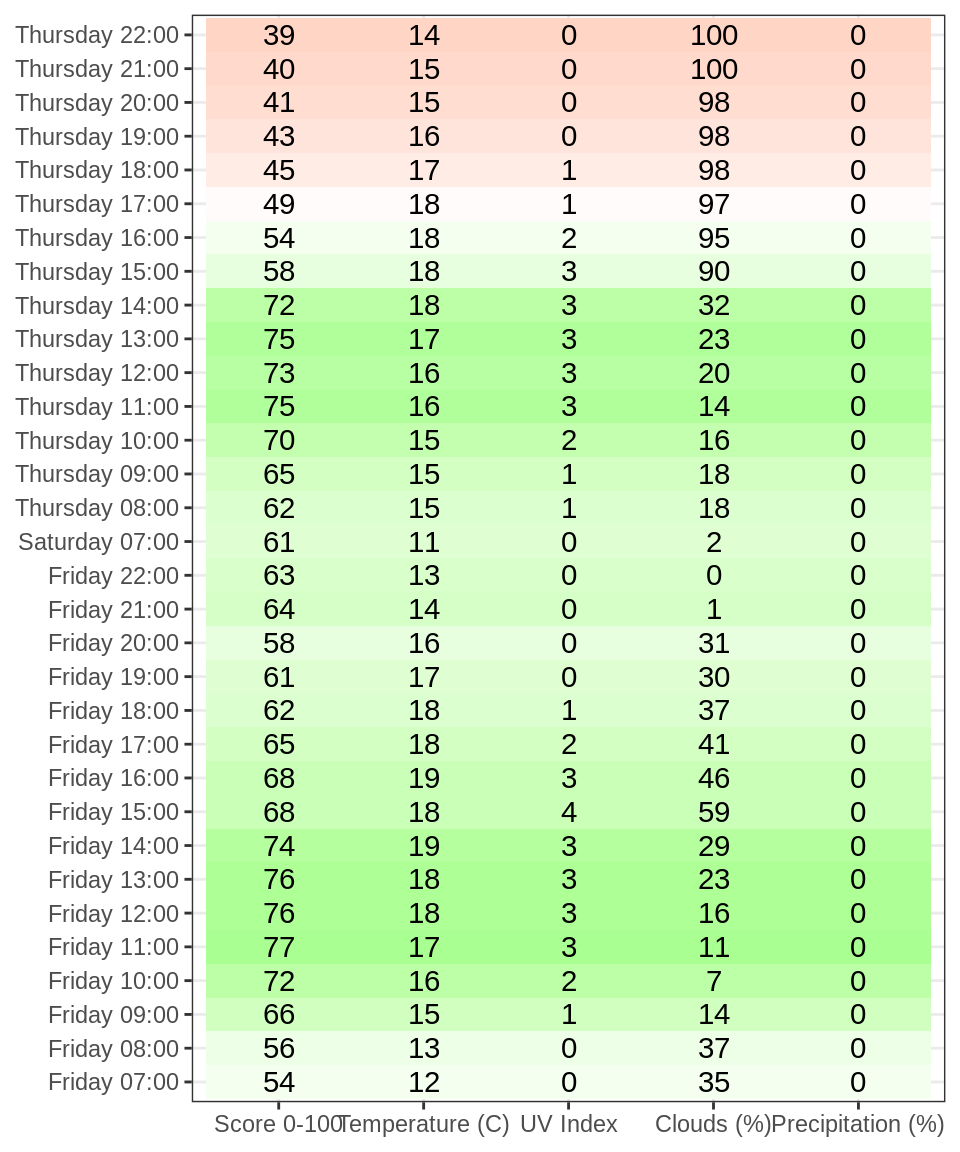 Thursday 22:00 39 14 0 100 0
Thursday 21:00 40 15 0 100 0
Thursday 20:00 41 15 0 98 0
Thursday 19:00 43 16 0 98 0
Thursday 18:00 45 17 1 98 0
Thursday 17:00 49 18 1 97 0
Thursday 16:00 54 18 2 95 0
Thursday 15:00 58 18 3 90 0
Thursday 14:00 72 18 3 32 0
Thursday 13:00 75 17 3 23 0
Thursday 12:00 73 16 3 20 0
Thursday 11:00 75 16 3 14 0
Thursday 10:00 70 15 2 16 0
Thursday 09:00 65 15 1 18 0
Thursday 08:00 62 15 1 18 0
Saturday 07:00 61 11 0 2 0
Friday 22:00 63 13 0 0 0
Friday 21:00 64 14 0 1 0
Friday 20:00 58 16 0 31 0
Friday 19:00 61 17 0 30 0
Friday 18:00 62 18 1 37 0
Friday 17:00 65 18 2 41 0
Friday 16:00 68 19 3 46 0
Friday 15:00 68 18 4 59 0
Friday 14:00 74 19 3 29 0
Friday 13:00 76 18 3 23 0
Friday 12:00 76 18 3 16 0
Friday 11:00 77 17 3 11 0
Friday 10:00 72 16 2 7 0
Friday 09:00 66 15 1 14 0
Friday 08:00 56 13 0 37 0
Friday 07:00 54 12 0 35 0
Score 0-100 Temperature (C) UV Index Clouds (%) Precipitation (%)